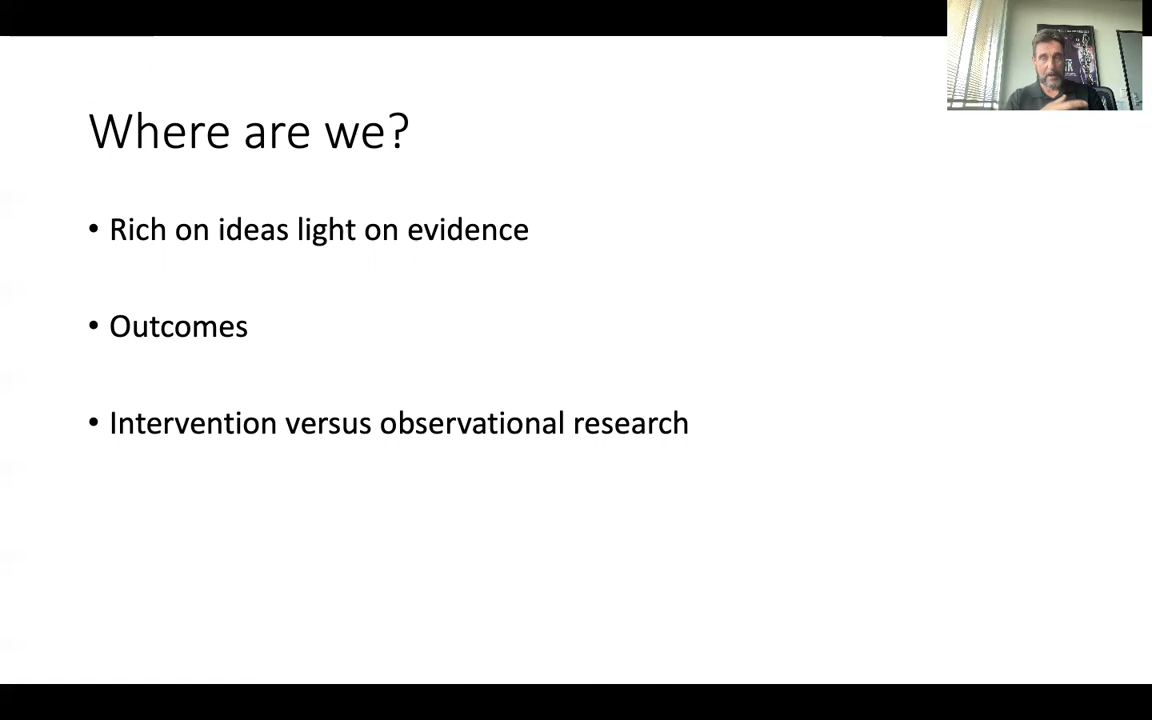 Where are we?
• Rich on ideas light on evidence
• Outcomes
• Intervention versus observational research